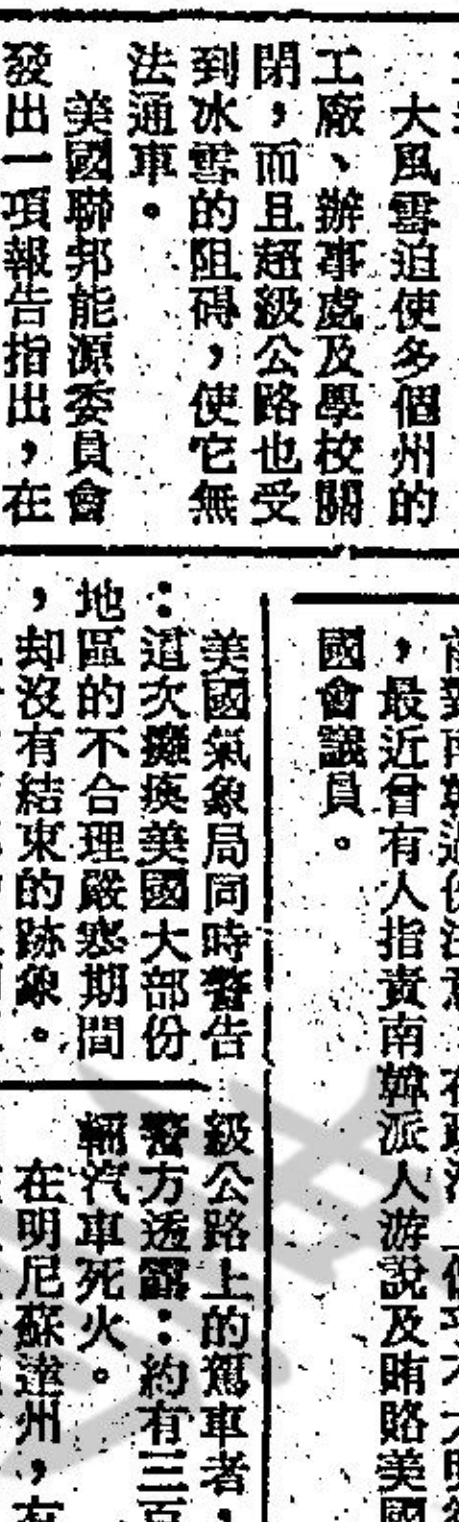 大風雪迫使多個州的
工廠、辦事處及學校關
閉，而且超級公路也受
到冰雪的阻碍，使它無
法通車。
美國聯邦能源委員會
發出一項報告指出，在
，最近曾有人指責南韓派人游說及賄賂美國
國會議員。
美國氣象局同時警告
：這次癱瘓美國大部份
地區的不合理嚴寒期間
，却沒有結束的跡象。
級公路上的駕車者，
警方透露：約有三百
輛汽車死火。
在明尼蘇達州，有